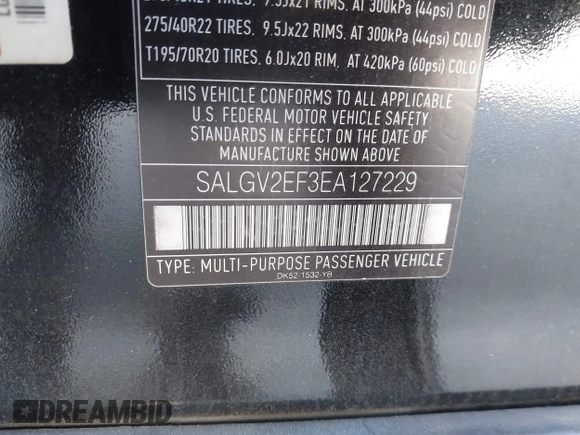 275/40R22 TIRES. 9.5Jx22 RIMS. AT 300kPa (44psi) COLD
T195/70R20 TIRES, 6.0Jx20 RIM, AT 420kPa (60psi) COLD
THIS VEHICLE CONFORMS TO ALL APPLICABLE
U.S. FEDERAL MOTOR VEHICLE SAFETY
STANDARDS IN EFFECT ON THE DATE OF
MANUFACTURE SHOWN ABOVE
SALGV2EF3EA127229
TYPE: MULTI-PURPOSE PASSENGER VEHICLE
DK52-1532-YB
DREAMBID